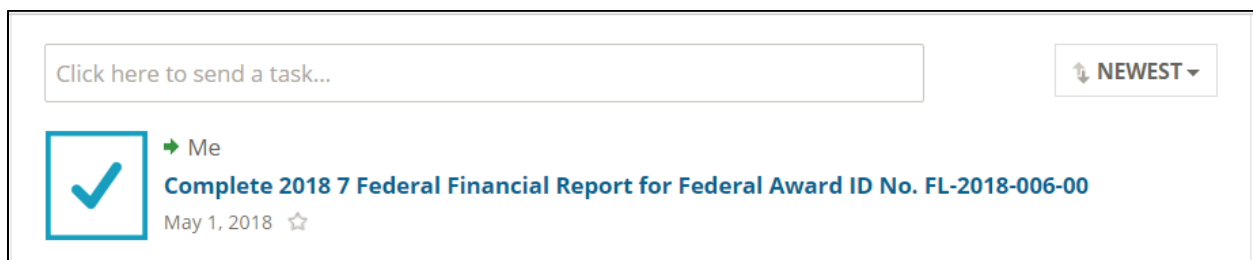 Click here to send a task...
NEWEST
Me
Complete 2018 7 Federal Financial Report for Federal Award ID No. FL-2018-006-00
May 1, 2018